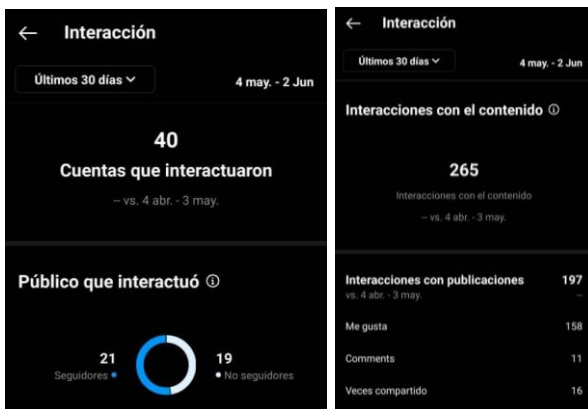 Interacción
Últimos 30 días
4 may. - 2 Jun
40
Cuentas que interactuaron
– vs. 4 abr. - 3 may.
Público que interactuó
21
Seguidores
19
No seguidores
Interacción
Últimos 30 días
4 may. - 2 Jun
Interacciones con el contenido
265
Interacciones con el contenido
– vs. 4 abr. - 3 may.
Interacciones con publicaciones 197
vs. 4 abr. - 3 may. –
Me gusta 158
Comments 11
Veces compartido 16